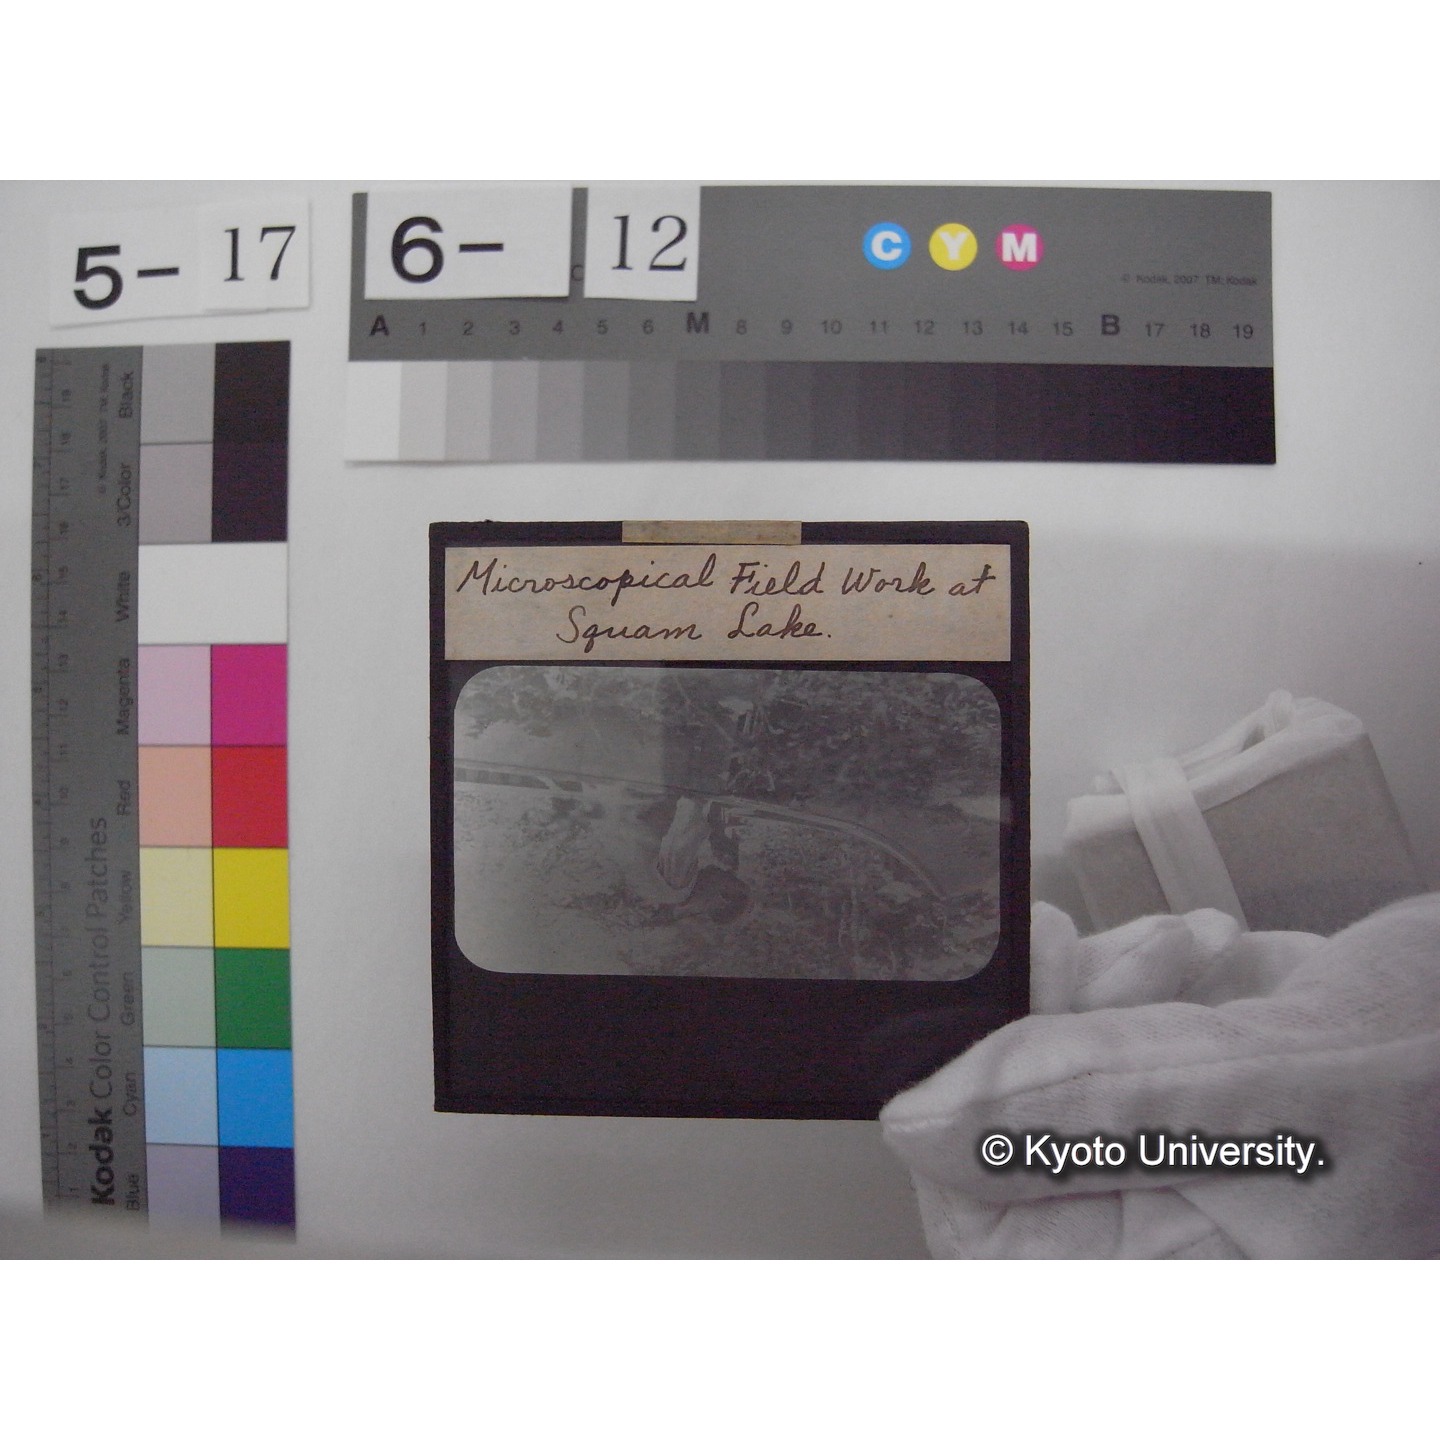 5- 17
6- 12
C Y M
© Kodak, 2007 TM: Kodak
A 1 2 3 4 5 6 M 8 9 10 11 12 13 14 15 B 17 18 19
Kodak Color Control Patches
Blue Cyan Green Yellow Red Magenta White 3/Color Black
Microscopical Field Work at
Squam Lake.
© Kyoto University.